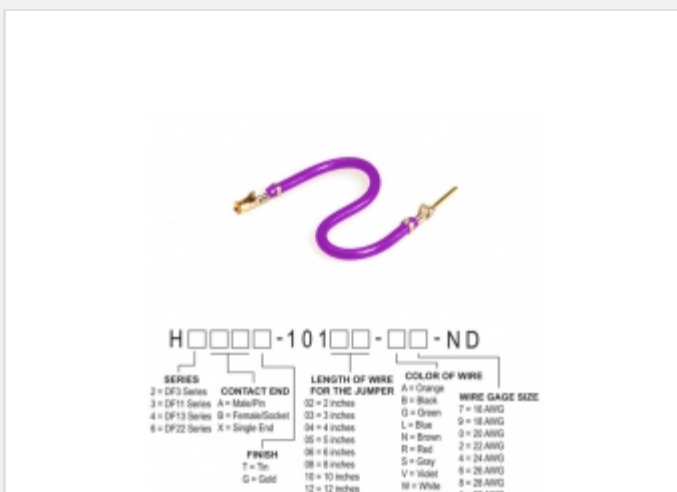 H□□□□-101□□-□□-ND
SERIES
2 = DF3 Series
3 = DF11 Series
4 = DF13 Series
6 = DF22 Series
CONTACT END
A = Male/Pin
B = Female/Socket
X = Single End
FINISH
T = Tin
G = Gold
LENGTH OF WIRE
FOR THE JUMPER
02 = 2 inches
03 = 3 inches
04 = 4 inches
05 = 5 inches
06 = 6 inches
08 = 8 inches
10 = 10 inches
12 = 12 inches
COLOR OF WIRE
A = Orange
B = Black
G = Green
L = Blue
N = Brown
R = Red
S = Gray
V = Violet
W = White
WIRE GAGE SIZE
7 = 16 AWG
9 = 18 AWG
0 = 20 AWG
2 = 22 AWG
4 = 24 AWG
6 = 26 AWG
8 = 28 AWG